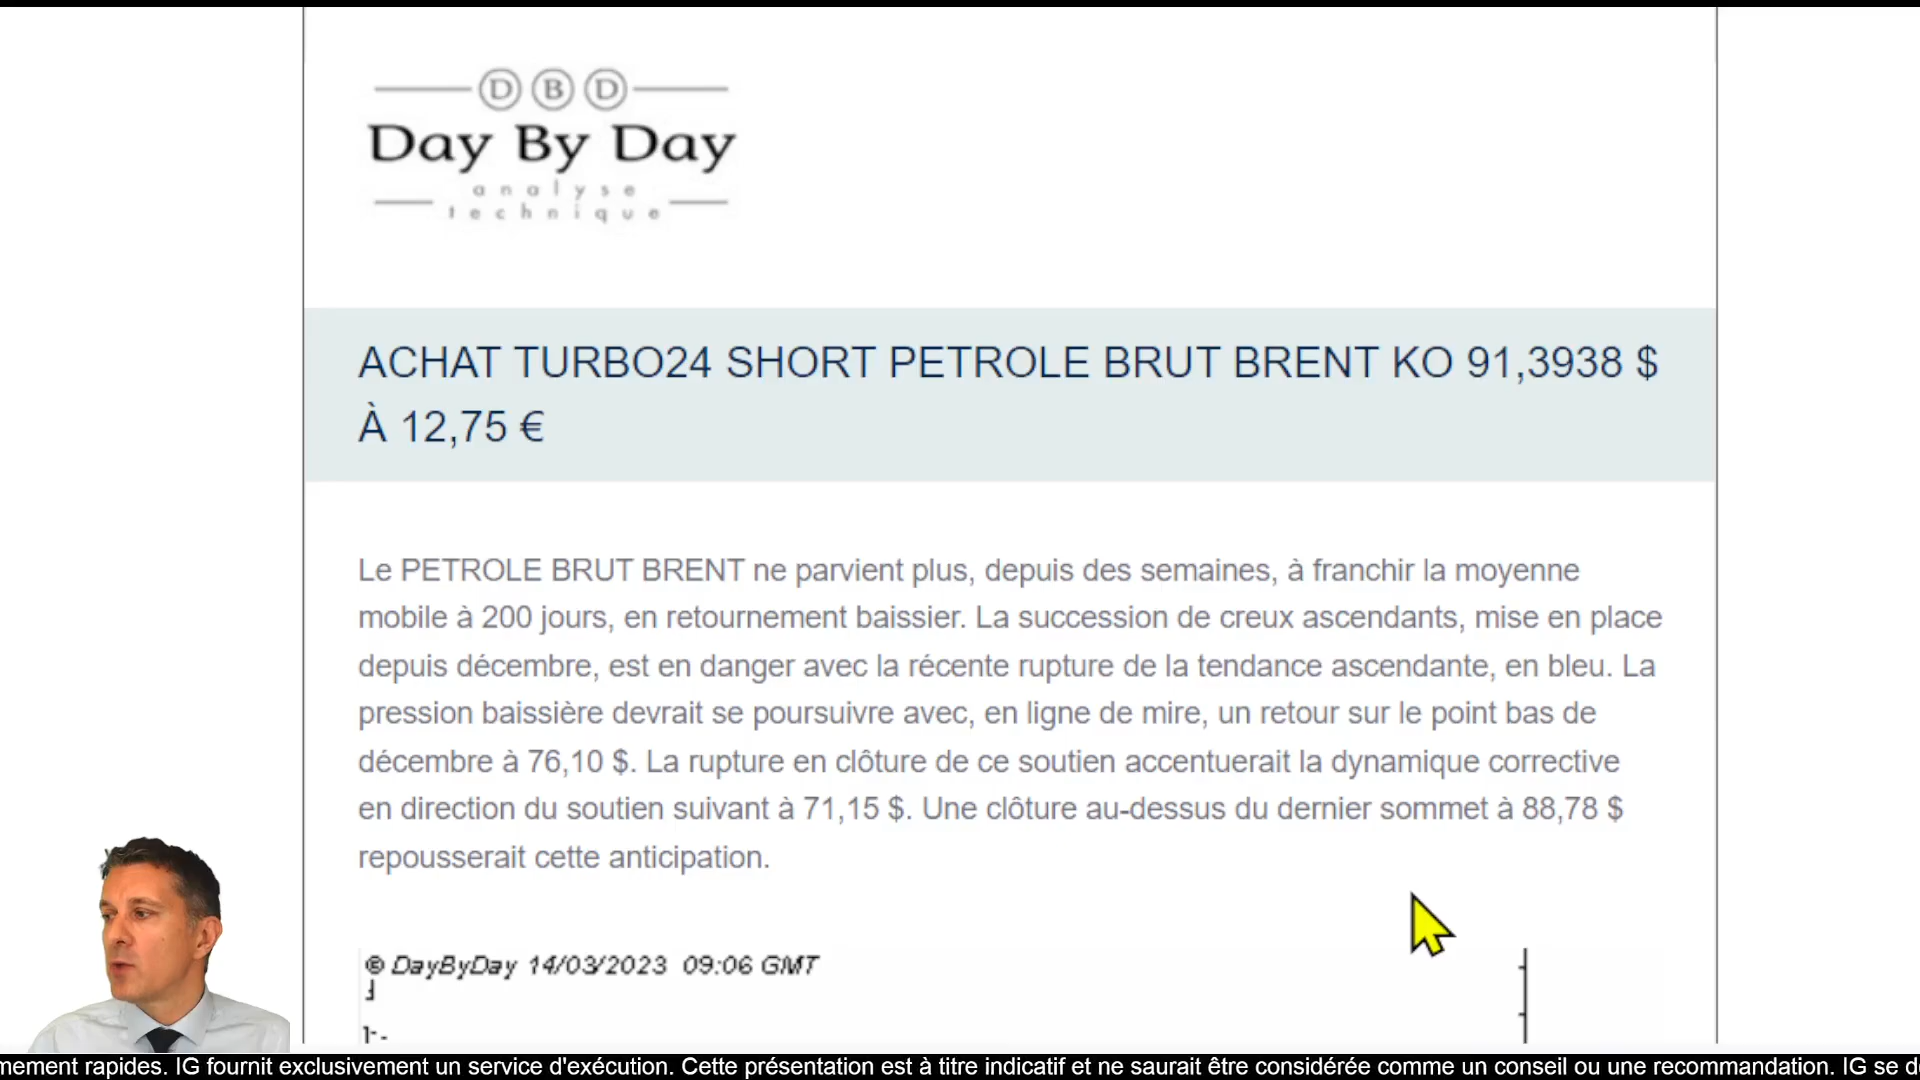 D B D
Day By Day
analyse
technique
ACHAT TURBO24 SHORT PETROLE BRUT BRENT KO 91,3938 $
À 12,75 €
Le PETROLE BRUT BRENT ne parvient plus, depuis des semaines, à franchir la moyenne
mobile à 200 jours, en retournement baissier. La succession de creux ascendants, mise en place
depuis décembre, est en danger avec la récente rupture de la tendance ascendante, en bleu. La
pression baissière devrait se poursuivre avec, en ligne de mire, un retour sur le point bas de
décembre à 76,10 $. La rupture en clôture de ce soutien accentuerait la dynamique corrective
en direction du soutien suivant à 71,15 $. Une clôture au-dessus du dernier sommet à 88,78 $
repousserait cette anticipation.
© DayByDay 14/03/2023 09:06 GMT
rapides. IG fournit exclusivement un service d'exécution. Cette présentation est à titre indicatif et ne saurait être considérée comme un conseil ou une recommandation. IG se